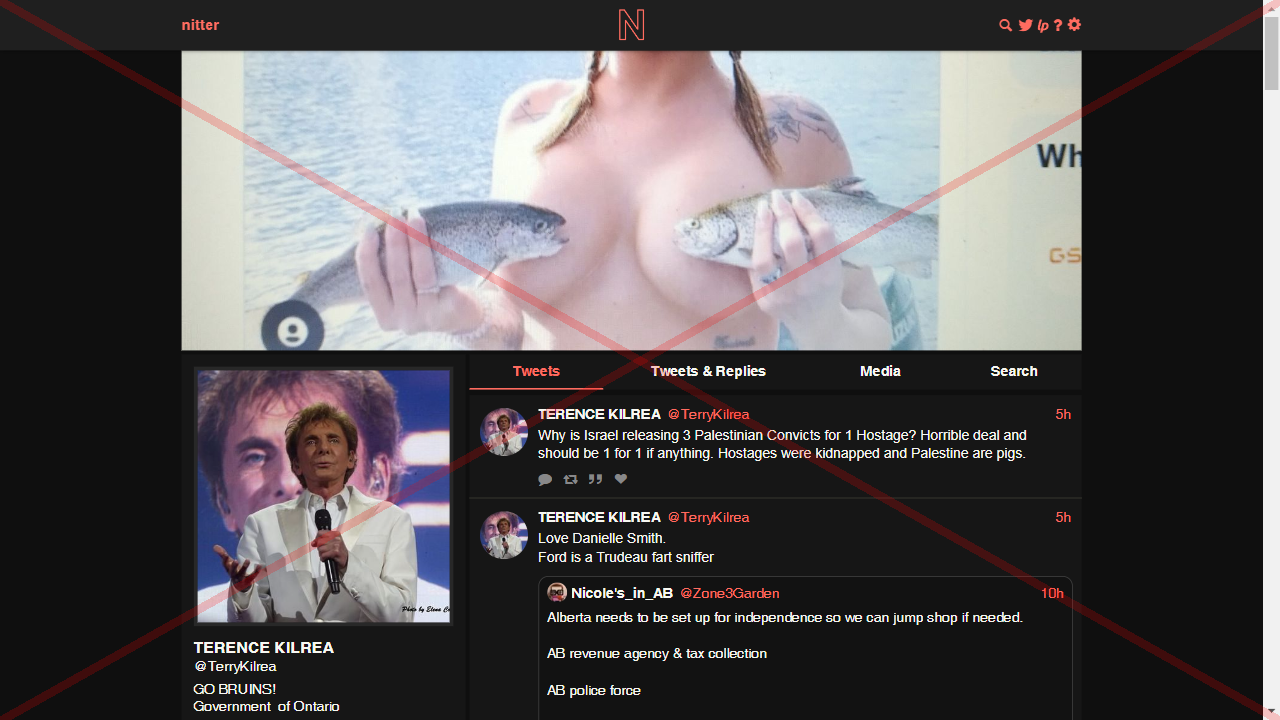 nitter
N
lp ?
Wh
GS
Tweets
Tweets & Replies
Media
Search
TERENCE KILREA @TerryKilrea 5h
Why is Israel releasing 3 Palestinian Convicts for 1 Hostage? Horrible deal and
should be 1 for 1 if anything. Hostages were kidnapped and Palestine are pigs.
TERENCE KILREA @TerryKilrea 5h
Love Danielle Smith.
Ford is a Trudeau fart sniffer
Nicole's_in_AB @Zone3Garden 10h
Alberta needs to be set up for independence so we can jump shop if needed.
AB revenue agency & tax collection
AB police force
Photo by Elena
TERENCE KILREA
@TerryKilrea
GO BRUINS!
Government of Ontario